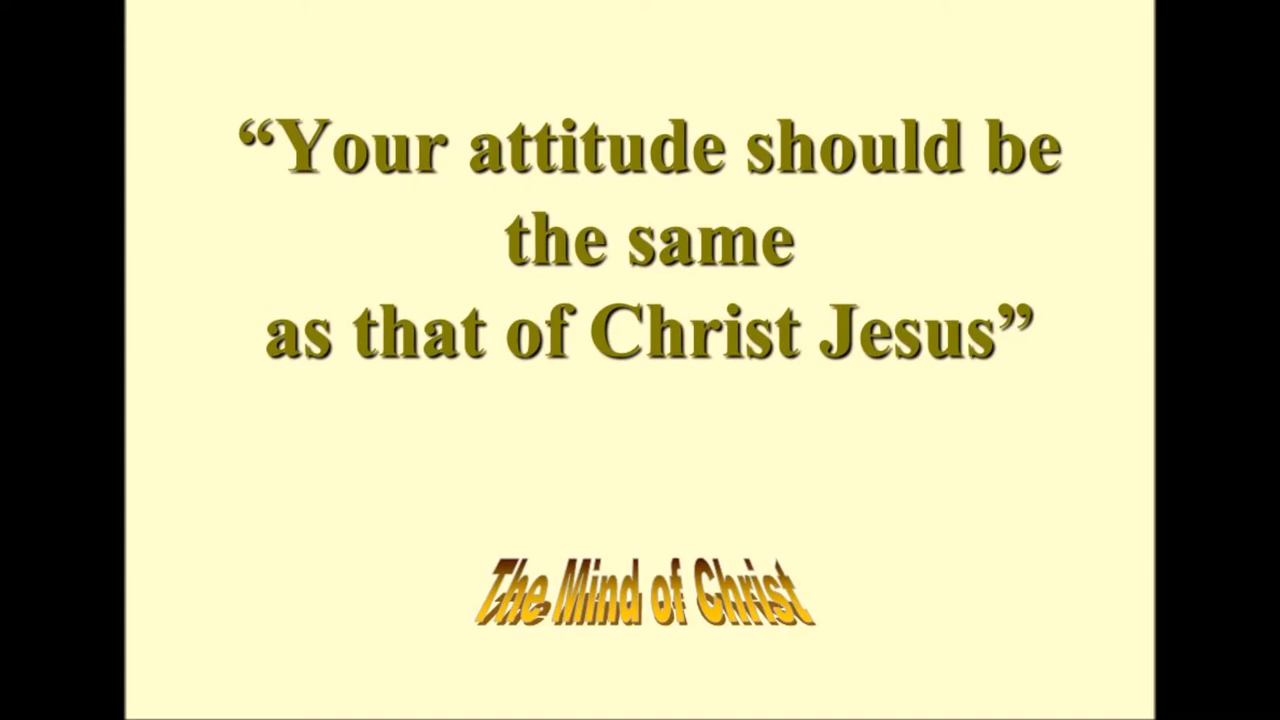 “Your attitude should be
the same
as that of Christ Jesus”
The Mind of Christ